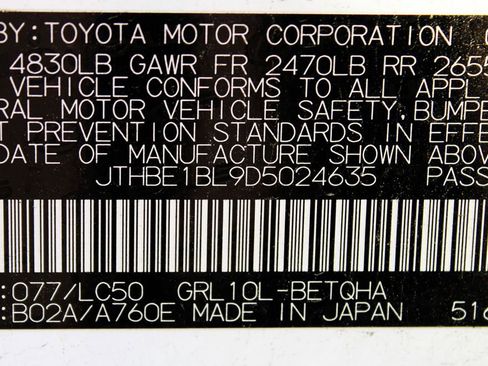 BY: TOYOTA MOTOR CORPORATION
4830LB GAWR FR 2470LB RR 2655
VEHICLE CONFORMS TO ALL APPL
RAL MOTOR VEHICLE SAFETY, BUMPE
T PREVENTION STANDARDS IN EFFE
DATE OF MANUFACTURE SHOWN ABOV
JTHBE1BL9D5024635 PASS
:077/LC50 GRL10L-BETQHA
:B02A/A760E MADE IN JAPAN 516